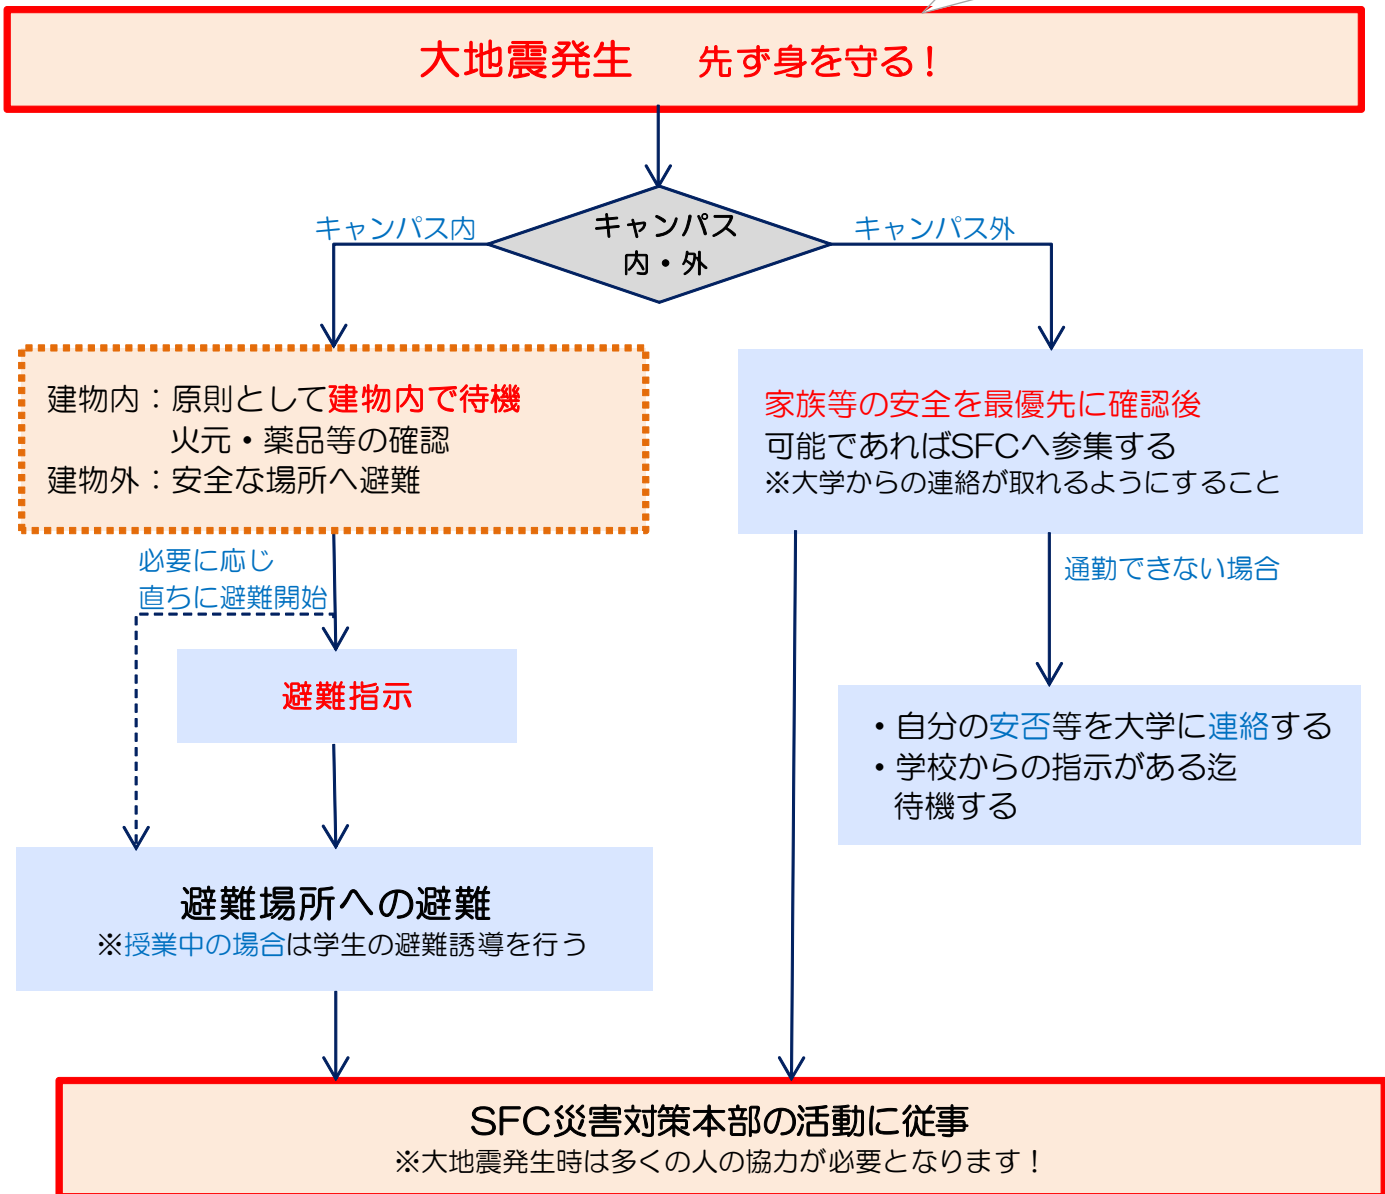 大地震発生　先ず身を守る！
キャンパス
内・外
キャンパス内
キャンパス外
建物内：原則として建物内で待機
火元・薬品等の確認
建物外：安全な場所へ避難
必要に応じ
直ちに避難開始
避難指示
避難場所への避難
※授業中の場合は学生の避難誘導を行う
家族等の安全を最優先に確認後
可能であればSFCへ参集する
※大学からの連絡が取れるようにすること
通勤できない場合
・自分の安否等を大学に連絡する
・学校からの指示がある迄
待機する
SFC災害対策本部の活動に従事
※大地震発生時は多くの人の協力が必要となります！